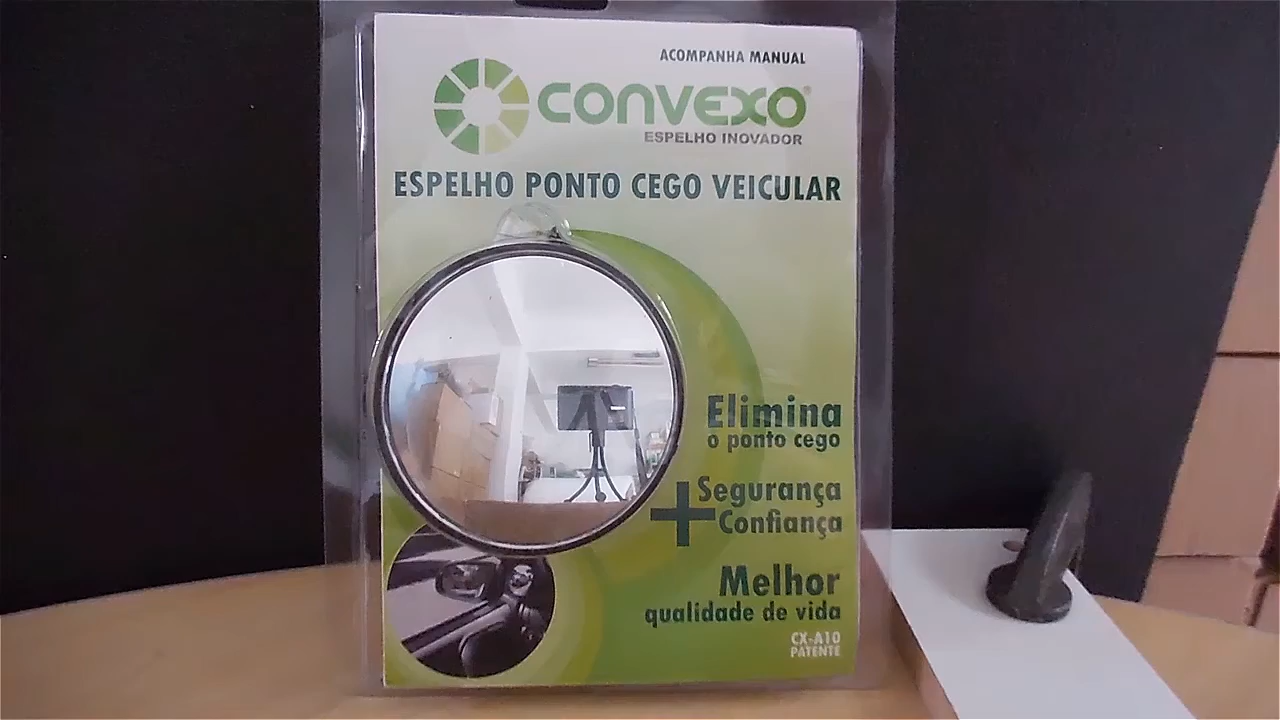 ACOMPANHA MANUAL
CONVEXO®
ESPELHO INOVADOR
ESPELHO PONTO CEGO VEICULAR
Elimina
o ponto cego
+ Segurança
Confiança
Melhor
qualidade de vida
CX-A10
PATENTE